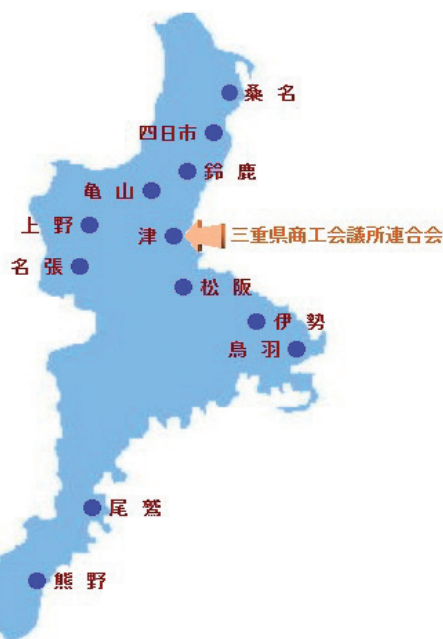 桑名
四日市
鈴鹿
亀山
上野
津
三重県商工会議所連合会
名張
松阪
伊勢
鳥羽
尾鷲
熊野